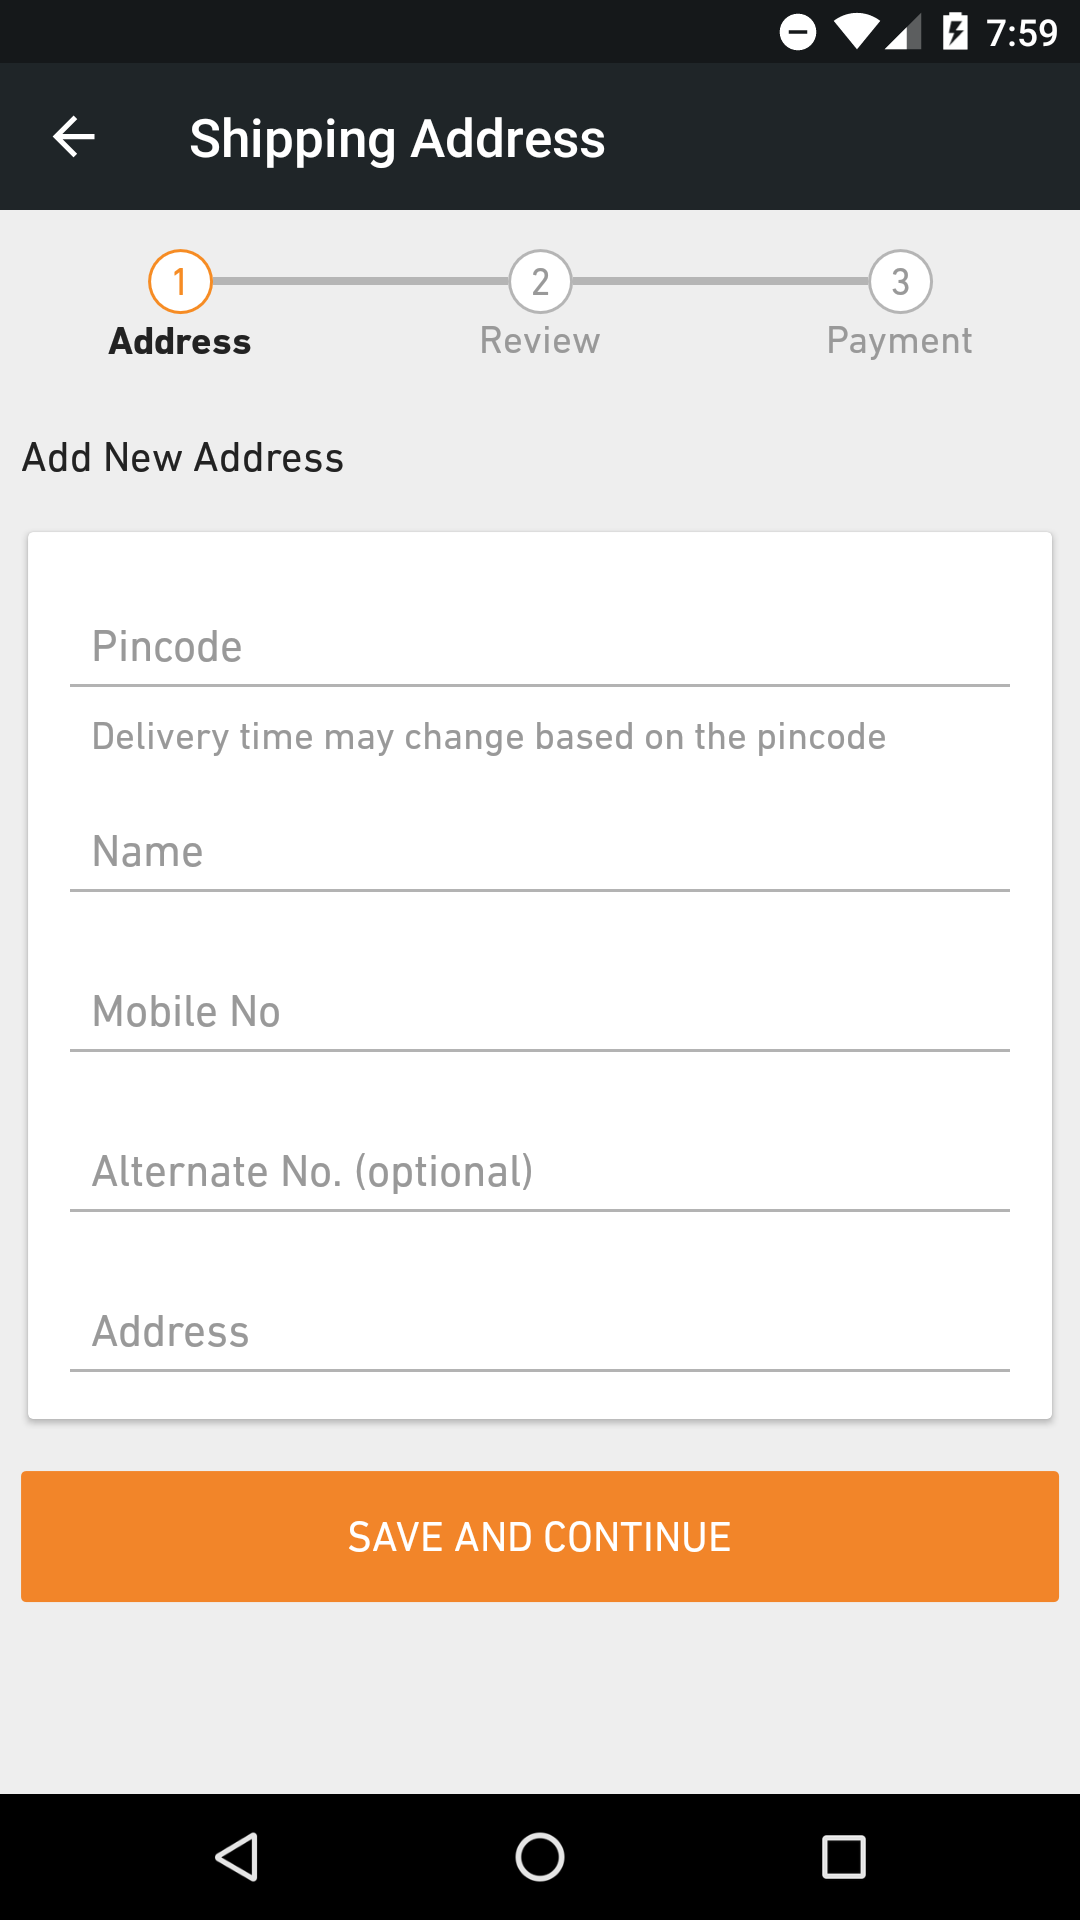 7:59
Shipping Address
1 2 3
Address Review Payment
Add New Address
Pincode
Delivery time may change based on the pincode
Name
Mobile No
Alternate No. (optional)
Address
SAVE AND CONTINUE